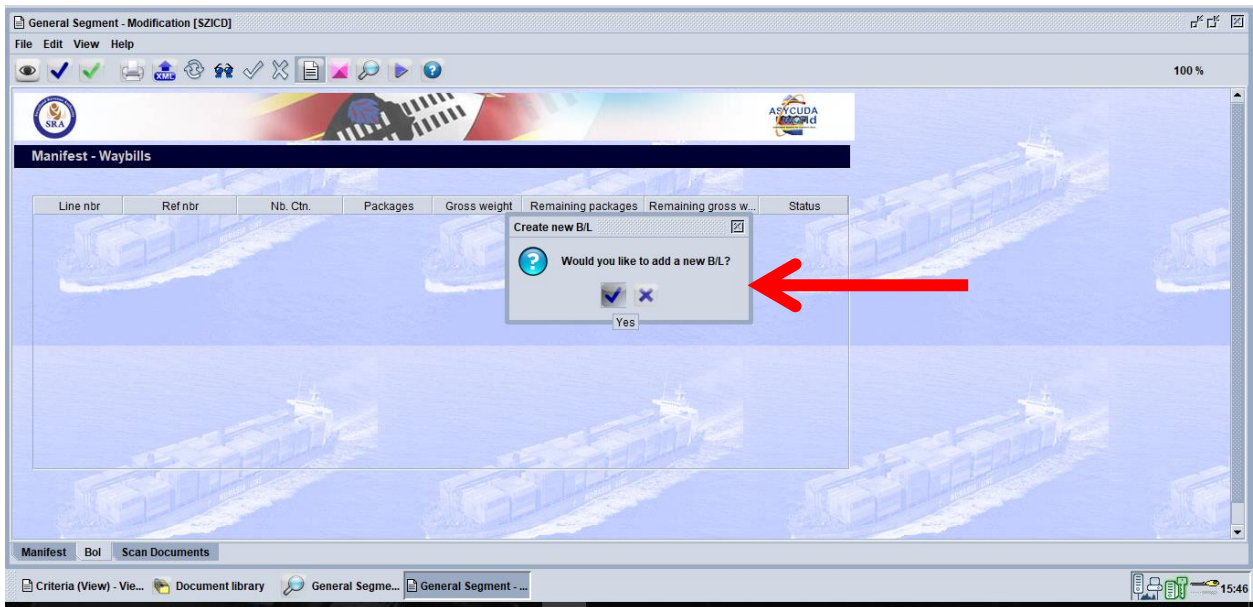 General Segment - Modification [SZICD]
File Edit View Help
XML
100 %
SRA
ASYCUDA
World
Manifest - Waybills
Line nbr Ref nbr Nb. Ctn. Packages Gross weight Remaining packages Remaining gross w... Status
Create new B/L
Would you like to add a new B/L?
Yes
Manifest Bol Scan Documents
Criteria (View) - Vie... Document library General Segme... General Segment - ...
15:46